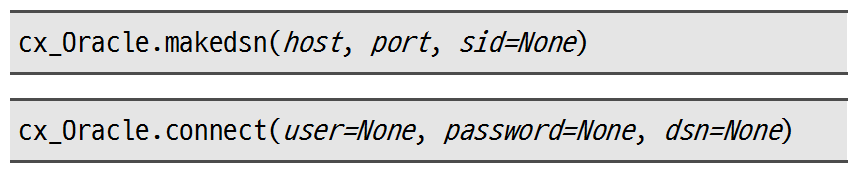 cx_Oracle.makedsn(host, port, sid=None)
cx_Oracle.connect(user=None, password=None, dsn=None)